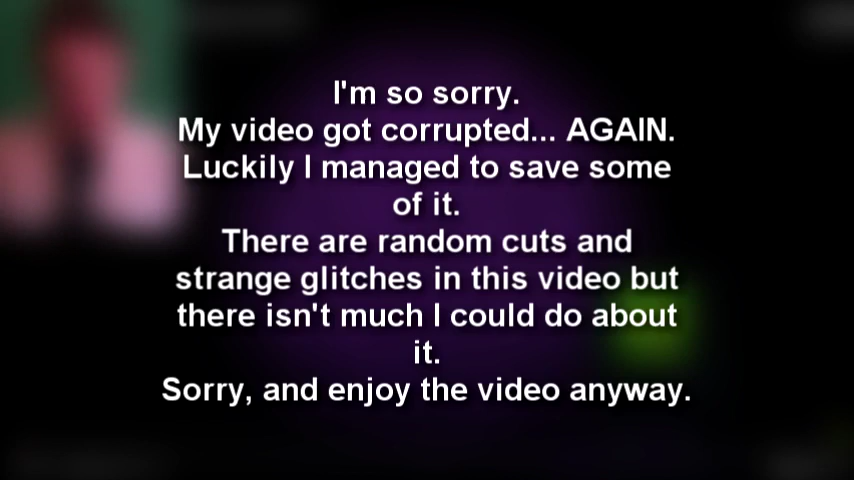 I'm so sorry.
My video got corrupted... AGAIN.
Luckily I managed to save some
of it.
There are random cuts and
strange glitches in this video but
there isn't much I could do about
it.
Sorry, and enjoy the video anyway.